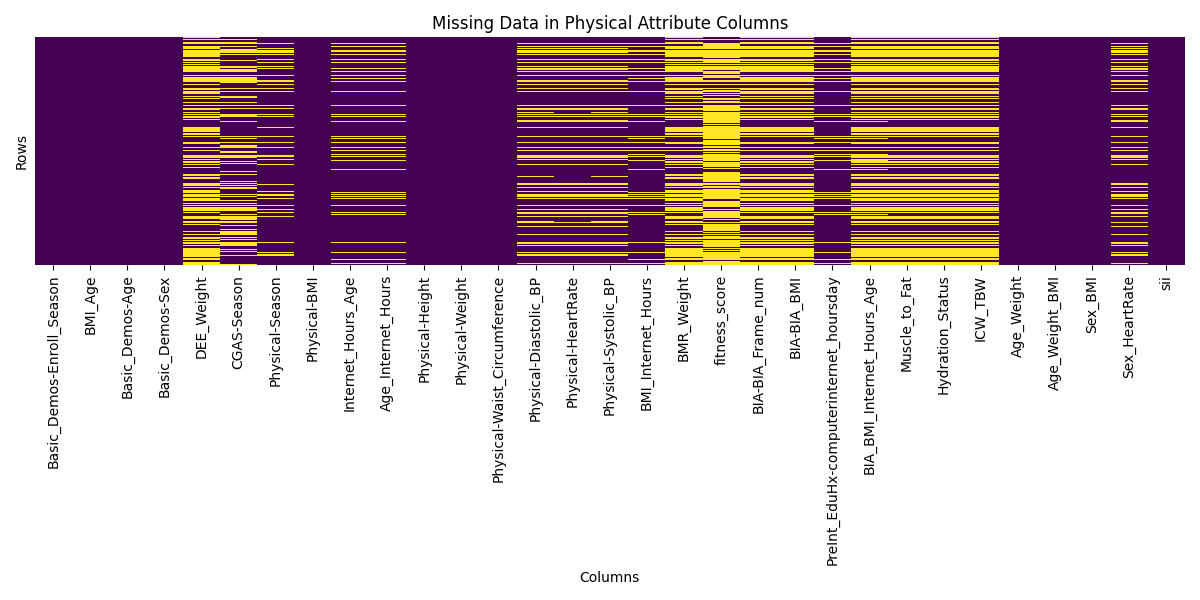 Missing Data in Physical Attribute Columns
Rows
Basic_Demos-Enroll_Season
BMI_Age
Basic_Demos-Age
Basic_Demos-Sex
DEE_Weight
CGAS-Season
Physical-Season
Physical-BMI
Internet_Hours_Age
Age_Internet_Hours
Physical-Height
Physical-Weight
Physical-Waist_Circumference
Physical-Diastolic_BP
Physical-HeartRate
Physical-Systolic_BP
BMI_Internet_Hours
BMR_Weight
fitness_score
BIA-BIA_Frame_num
BIA-BIA_BMI
PreInt_EduHx-computerinternet_hoursday
BIA_BMI_Internet_Hours_Age
Muscle_to_Fat
Hydration_Status
ICW_TBW
Age_Weight
Age_Weight_BMI
Sex_BMI
Sex_HeartRate
sii
Columns